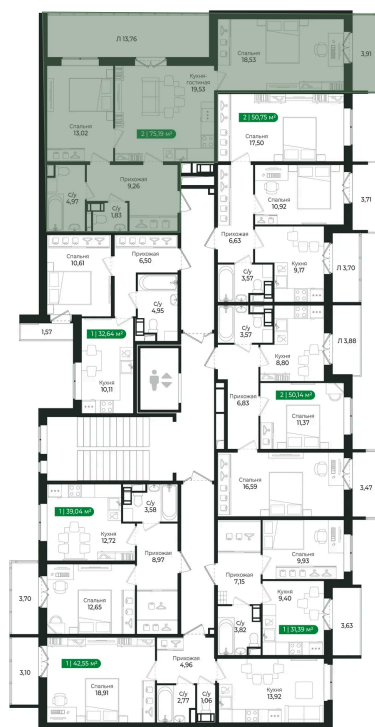 Л 13,76
Спальня
18,53
3,91
Кухня-
гостиная
19,53
Спальня
13,02
2 | 75,19 м²
2 | 50,75 м²
Спальня
17,50
Прихожая
9,26
С/у
4,97
С/у
1,83
Спальня
10,92
3,71
Прихожая
6,63
Кухня
9,17
Л 3,70
С/у
3,57
Спальня
10,61
Прихожая
6,50
С/у
4,95
1,57
1 | 32,64 м²
Кухня
10,11
С/у
3,57
Кухня
8,80
Л 3,88
Прихожая
6,83
2 | 50,14 м²
Спальня
11,37
Спальня
16,59
3,47
1 | 39,04 м²
Кухня
12,72
С/у
3,58
Прихожая
8,97
Спальня
9,93
Прихожая
7,15
Кухня
9,40
3,70
Спальня
12,65
С/у
3,82
1 | 31,39 м²
3,63
3,10
1 | 42,55 м²
Спальня
18,91
Прихожая
4,96
С/у
2,77
С/у
1,06
Кухня
13,92